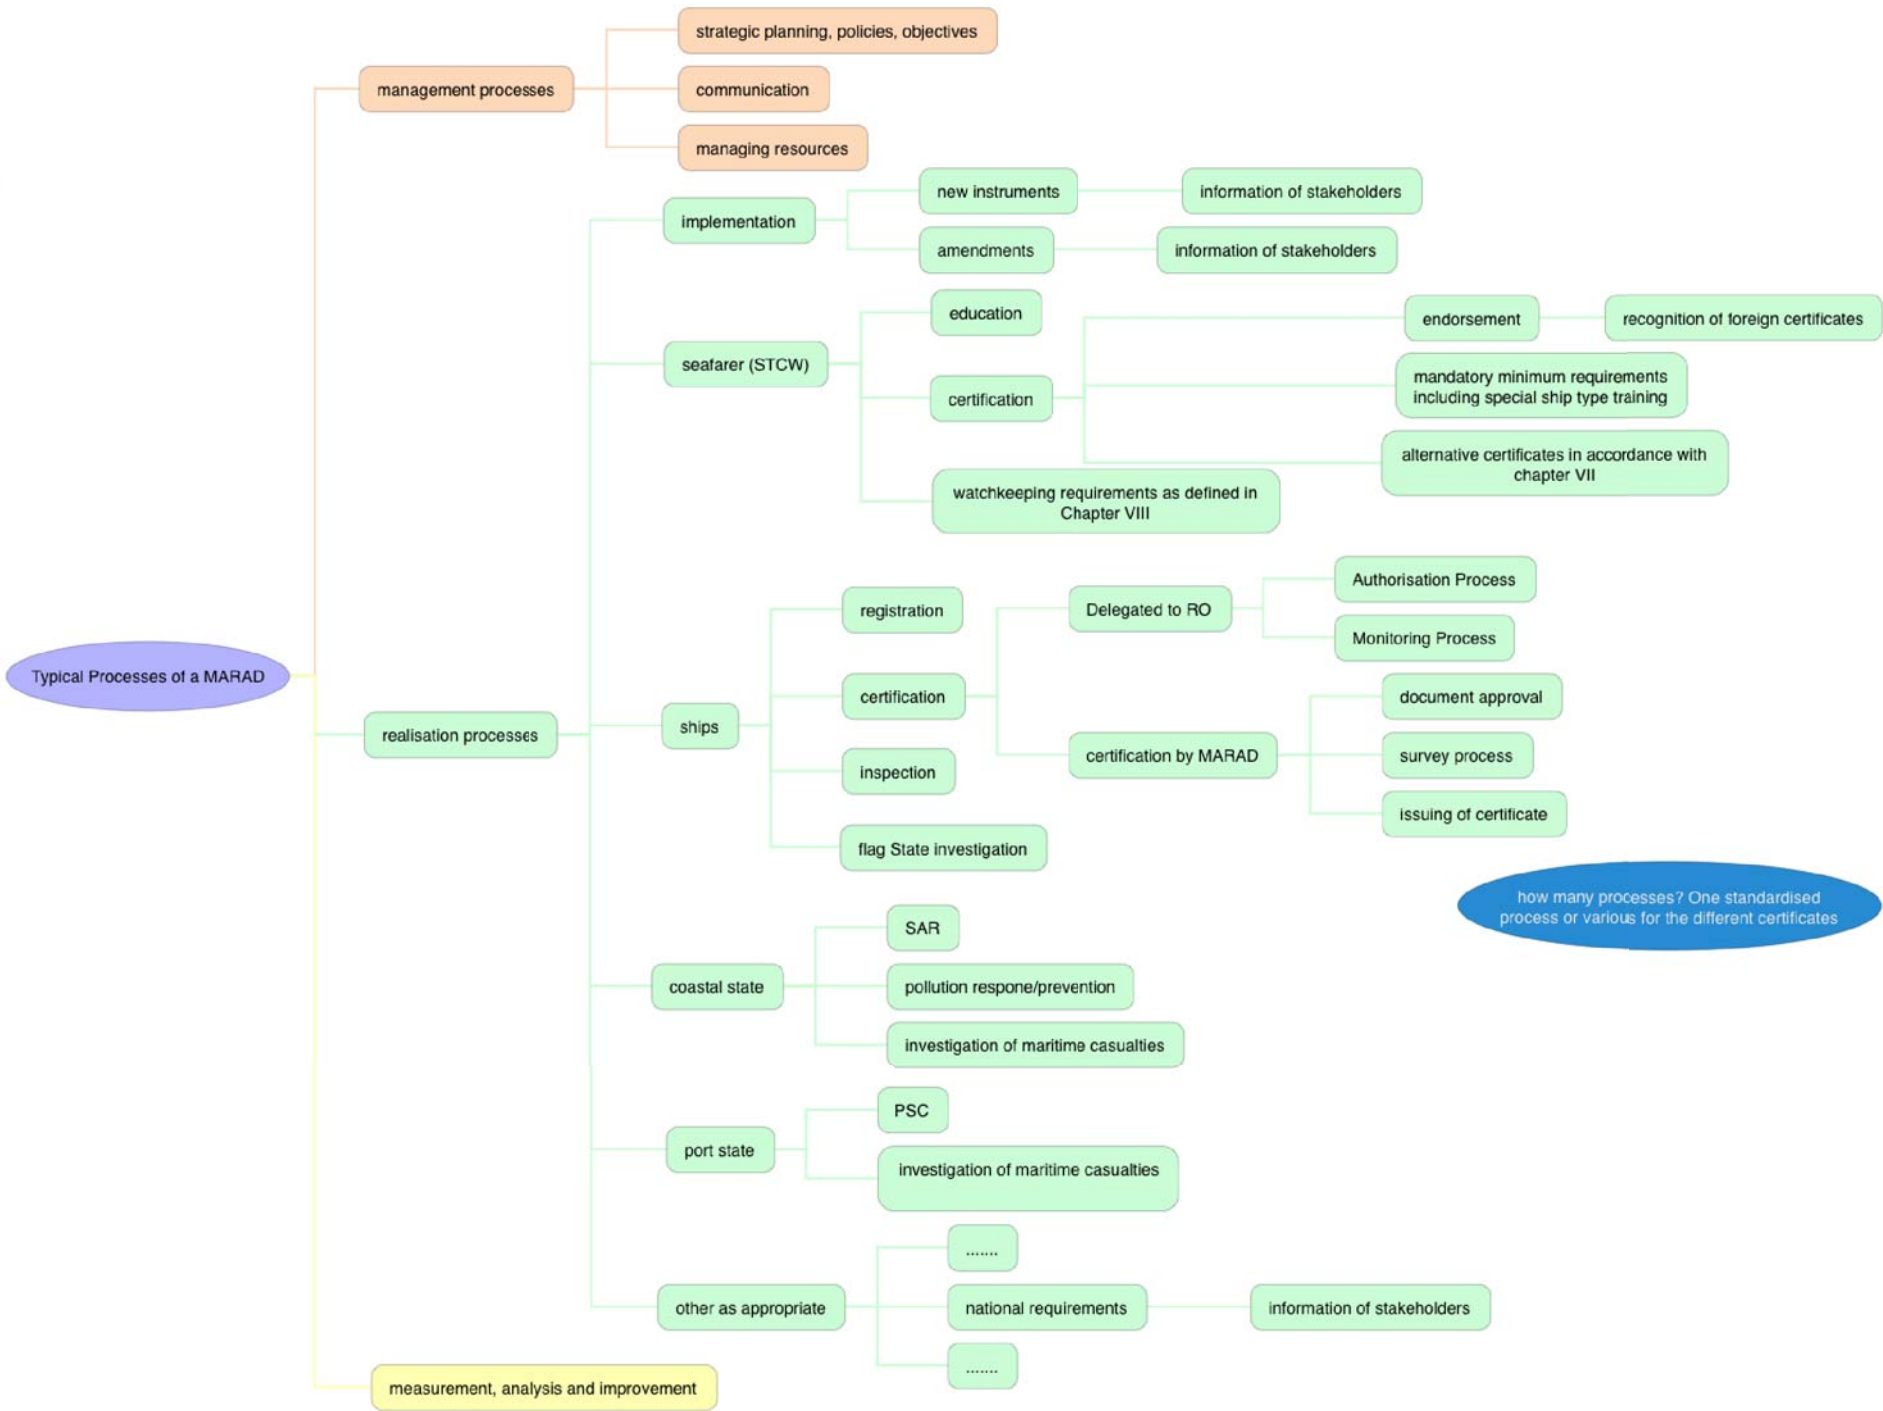 strategic planning, policies, objectives
management processes
communication
managing resources
new instruments
information of stakeholders
implementation
amendments
information of stakeholders
education
endorsement
recognition of foreign certificates
seafarer (STCW)
mandatory minimum requirements
including special ship type training
certification
alternative certificates in accordance with
chapter VII
watchkeeping requirements as defined in
Chapter VIII
Authorisation Process
registration
Delegated to RO
Monitoring Process
Typical Processes of a MARAD
certification
document approval
realisation processes
ships
certification by MARAD
survey process
inspection
issuing of certificate
flag State investigation
how many processes? One standardised
process or various for the different certificates
SAR
coastal state
pollution respone/prevention
investigation of maritime casualties
PSC
port state
investigation of maritime casualties
.......
other as appropriate
national requirements
information of stakeholders
.......
measurement, analysis and improvement